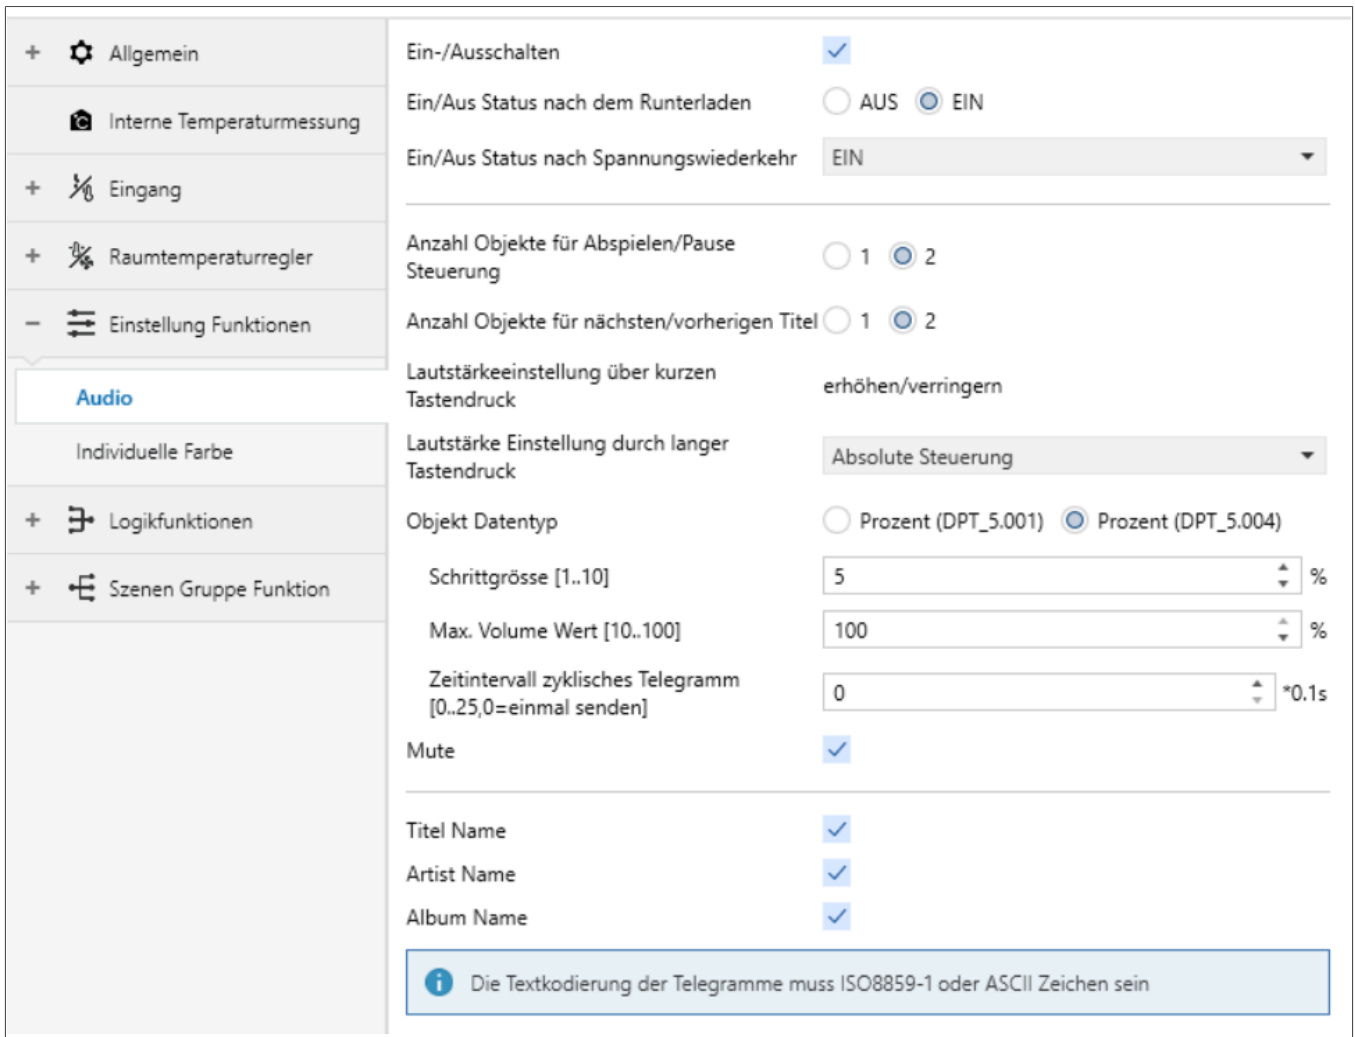 Allgemein
Interne Temperaturmessung
Eingang
Raumtemperaturregler
Einstellung Funktionen
Audio
Individuelle Farbe
Logikfunktionen
Szenen Gruppe Funktion
Ein-/Ausschalten
Ein/Aus Status nach dem Runterladen AUS EIN
Ein/Aus Status nach Spannungswiederkehr EIN
Anzahl Objekte für Abspielen/Pause
Steuerung 1 2
Anzahl Objekte für nächsten/vorherigen Titel 1 2
Lautstärkeeinstellung über kurzen
Tastendruck erhöhen/verringern
Lautstärke Einstellung durch langer
Tastendruck Absolute Steuerung
Objekt Datentyp Prozent (DPT_5.001) Prozent (DPT_5.004)
Schrittgrösse [1..10] 5 %
Max. Volume Wert [10..100] 100 %
Zeitintervall zyklisches Telegramm
[0..25,0=einmal senden] 0 *0.1s
Mute
Titel Name
Artist Name
Album Name
Die Textkodierung der Telegramme muss ISO8859-1 oder ASCII Zeichen sein